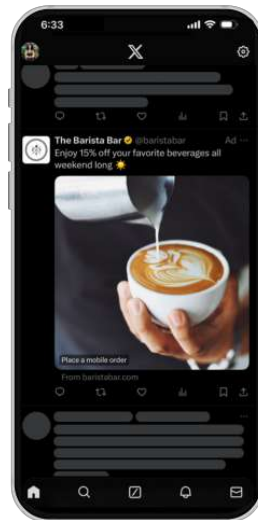 6:33
The Barista Bar @baristabar Ad
Enjoy 15% off your favorite beverages all
weekend long
Place a mobile order
From baristabar.com